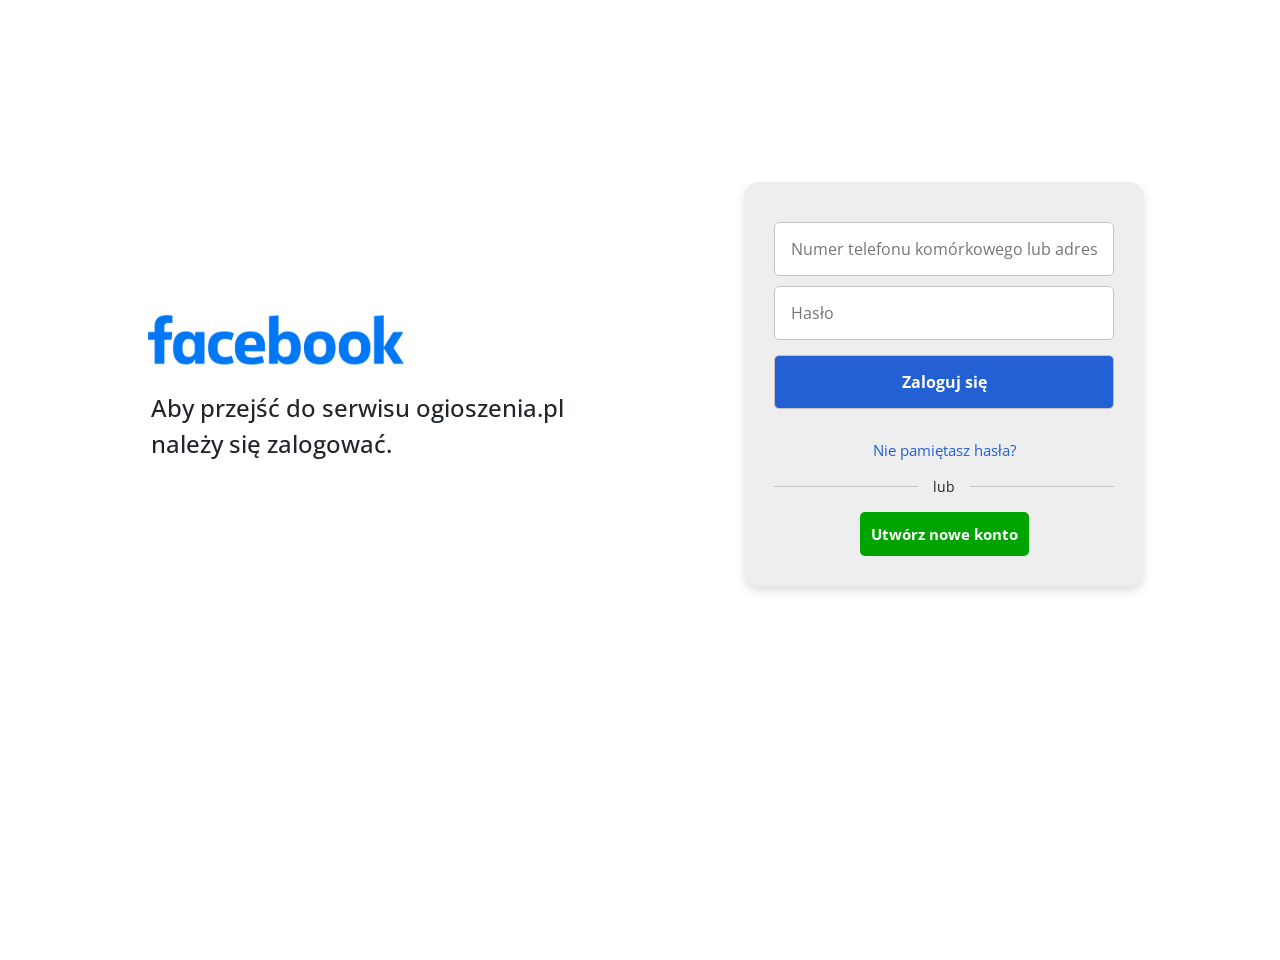 facebook
Aby przejść do serwisu ogioszenia.pl
należy się zalogować.
Numer telefonu komórkowego lub adres
Hasło
Zaloguj się
Nie pamiętasz hasła?
lub
Utwórz nowe konto